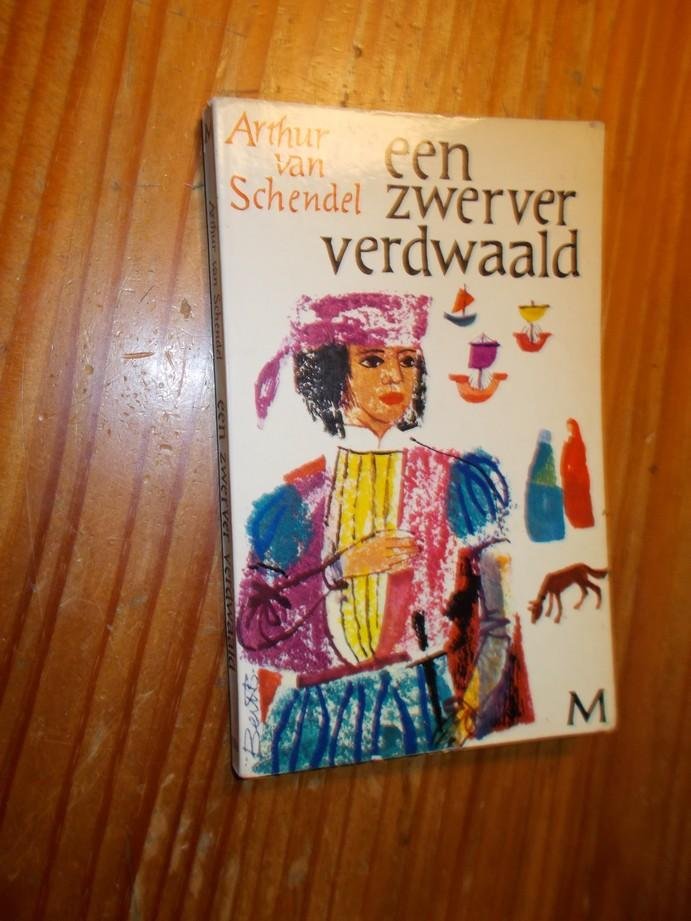 Arthur
van
Schendel
een
zwerver
verdwaald
Arthur van Schendel een zwerver verdwaald
M